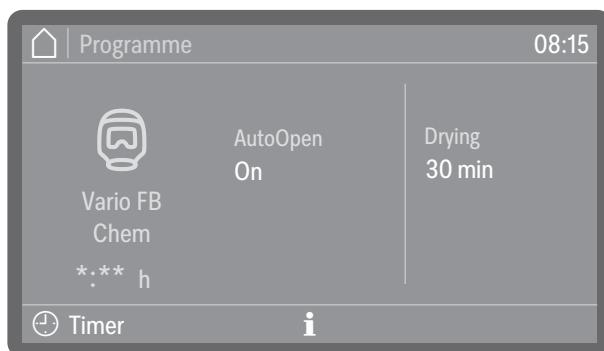 Programme
08:15
AutoOpen
On
Drying
30 min
Vario FB
Chem
*:** h
Timer
i